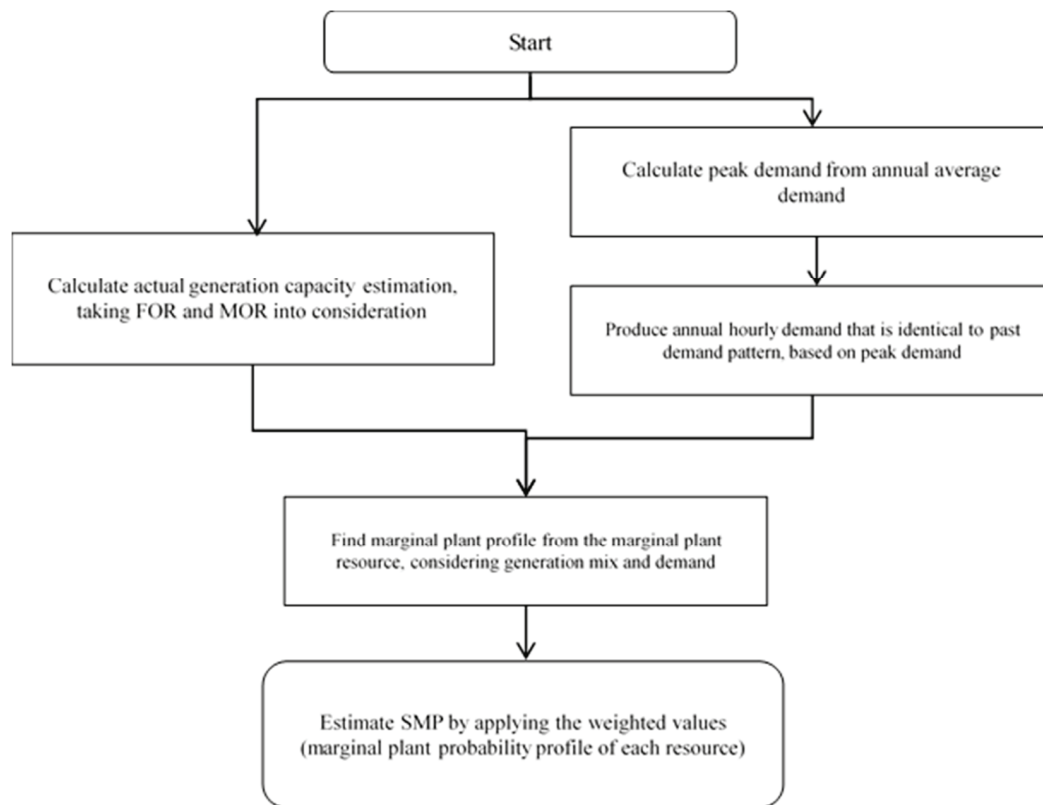 Start
Calculate peak demand from annual average
demand
Calculate actual generation capacity estimation,
taking FOR and MOR into consideration
Produce annual hourly demand that is identical to past
demand pattern, based on peak demand
Find marginal plant profile from the marginal plant
resource, considering generation mix and demand
Estimate SMP by applying the weighted values
(marginal plant probability profile of each resource)